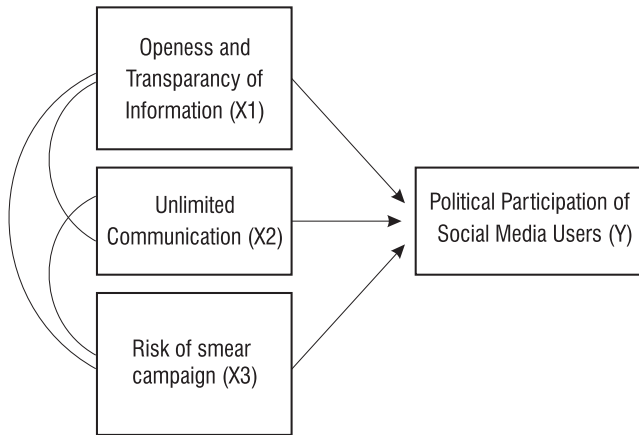 Openess and
Transparancy of
Information (X1)
Unlimited
Communication (X2)
Political Participation of
Social Media Users (Y)
Risk of smear
campaign (X3)